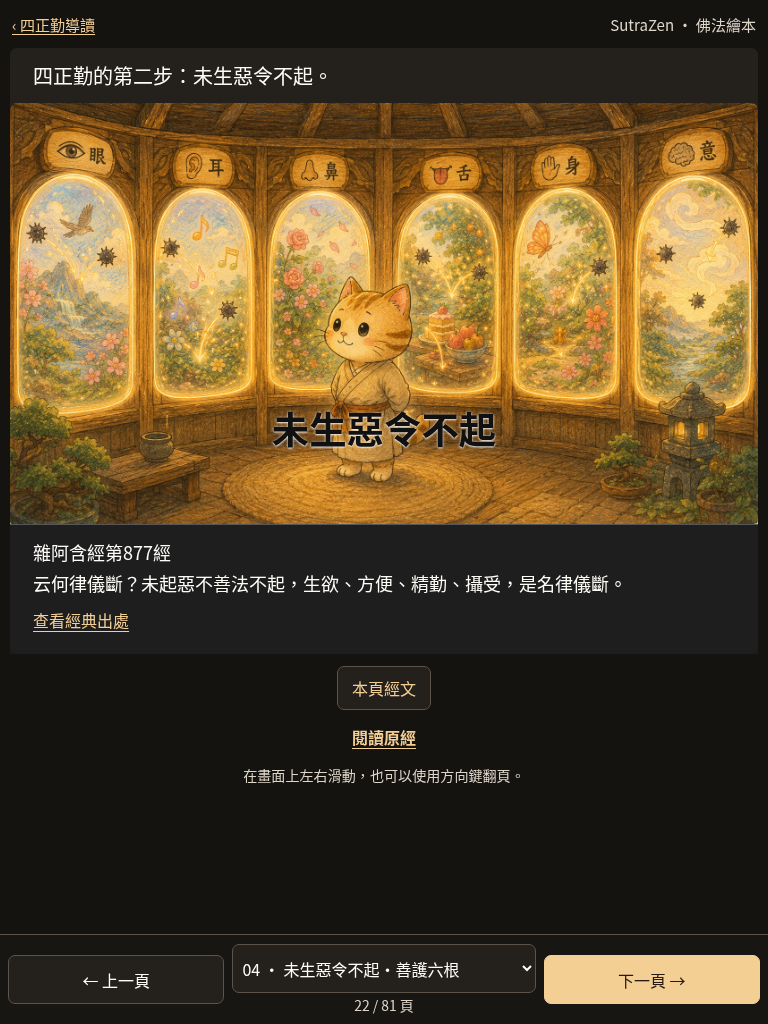 ‹ 四正勤導讀
SutraZen · 佛法繪本
四正勤的第二步：未生惡令不起。
眼
耳
鼻
舌
身
意
未生惡令不起
雜阿含經第877經
云何律儀斷？未起惡不善法不起，生欲、方便、精勤、攝受，是名律儀斷。
查看經典出處
本頁經文
閱讀原經
在畫面上左右滑動，也可以使用方向鍵翻頁。
← 上一頁
04 · 未生惡令不起·善護六根
下一頁 →
22 / 81 頁